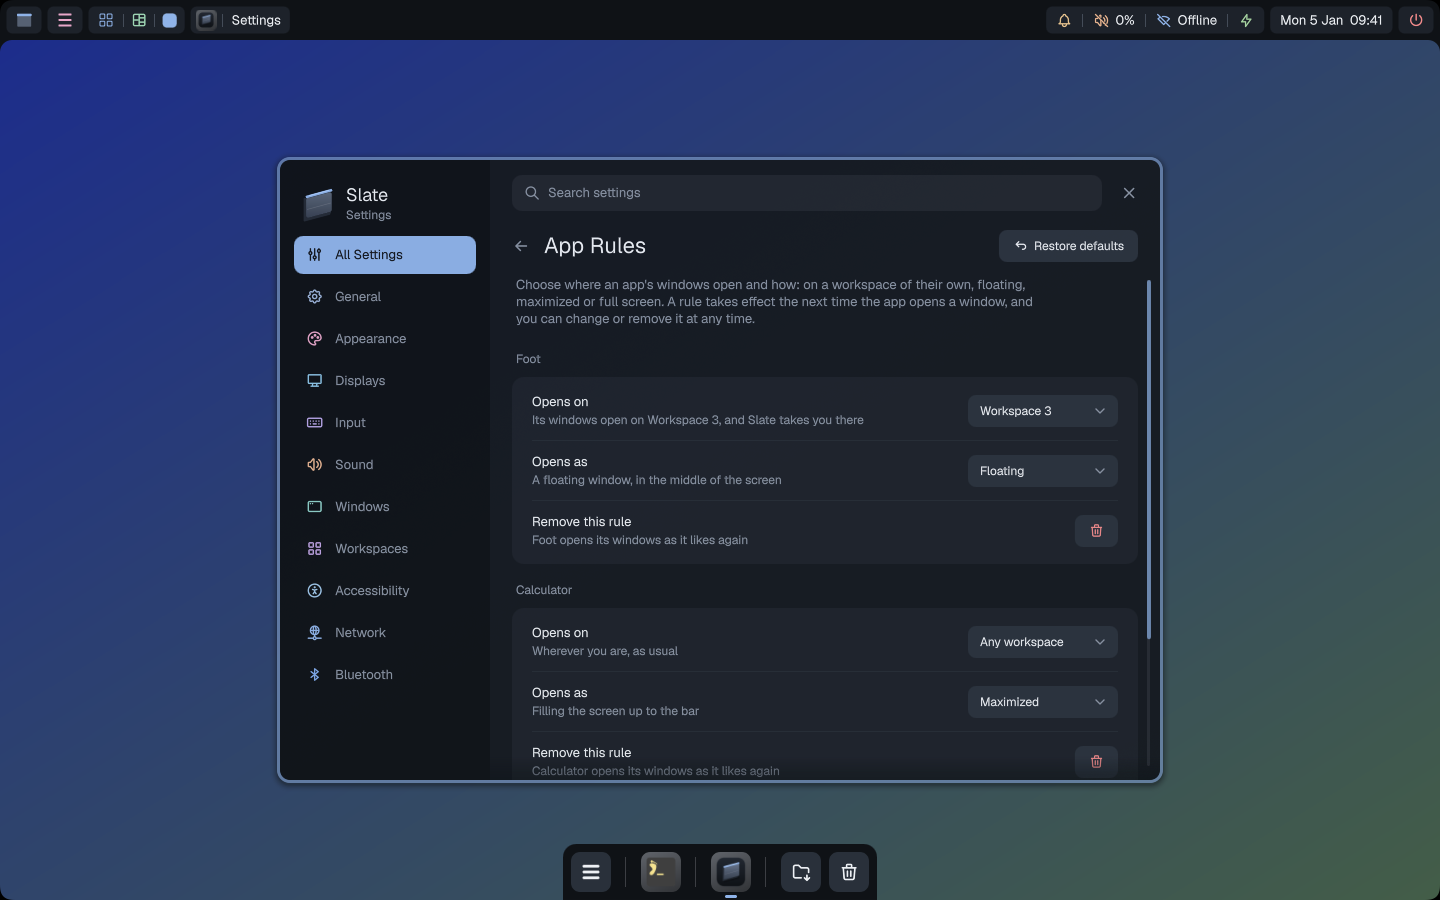 Settings
0%
Offline
Mon 5 Jan 09:41
Slate
Settings
Search settings
All Settings
General
Appearance
Displays
Input
Sound
Windows
Workspaces
Accessibility
Network
Bluetooth
App Rules
Restore defaults
Choose where an app's windows open and how: on a workspace of their own, floating,
maximized or full screen. A rule takes effect the next time the app opens a window, and
you can change or remove it at any time.
Foot
Opens on
Its windows open on Workspace 3, and Slate takes you there
Workspace 3
Opens as
A floating window, in the middle of the screen
Floating
Remove this rule
Foot opens its windows as it likes again
Calculator
Opens on
Wherever you are, as usual
Any workspace
Opens as
Filling the screen up to the bar
Maximized
Remove this rule
Calculator opens its windows as it likes again